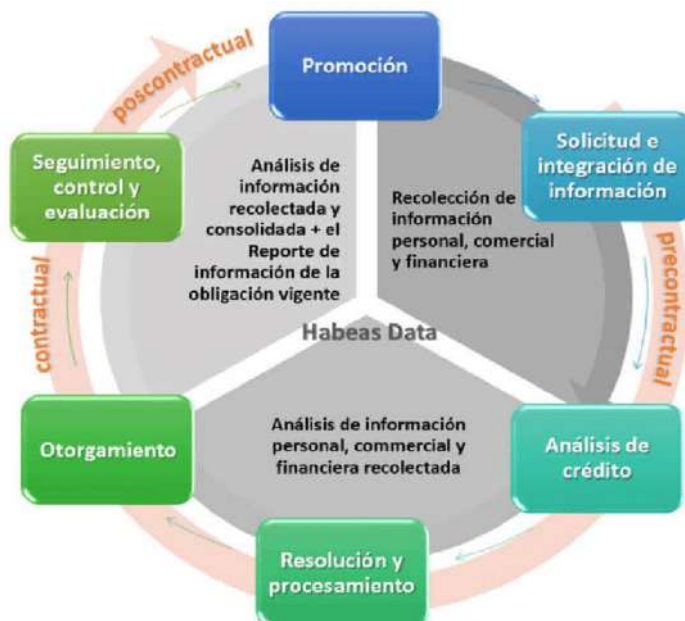 Promoción
poscontractual
Seguimiento,
control y
evaluación
Solicitud e
integración de
información
Análisis de
información
recolectada y
consolidada + el
Reporte de
información de la
obligación vigente
Recolección de
información
personal, comercial
y financiera
precontractual
contractual
Habeas Data
Otorgamiento
Análisis de información
personal, commercial y
financiera recolectada
Análisis de
crédito
Resolución y
procesamiento